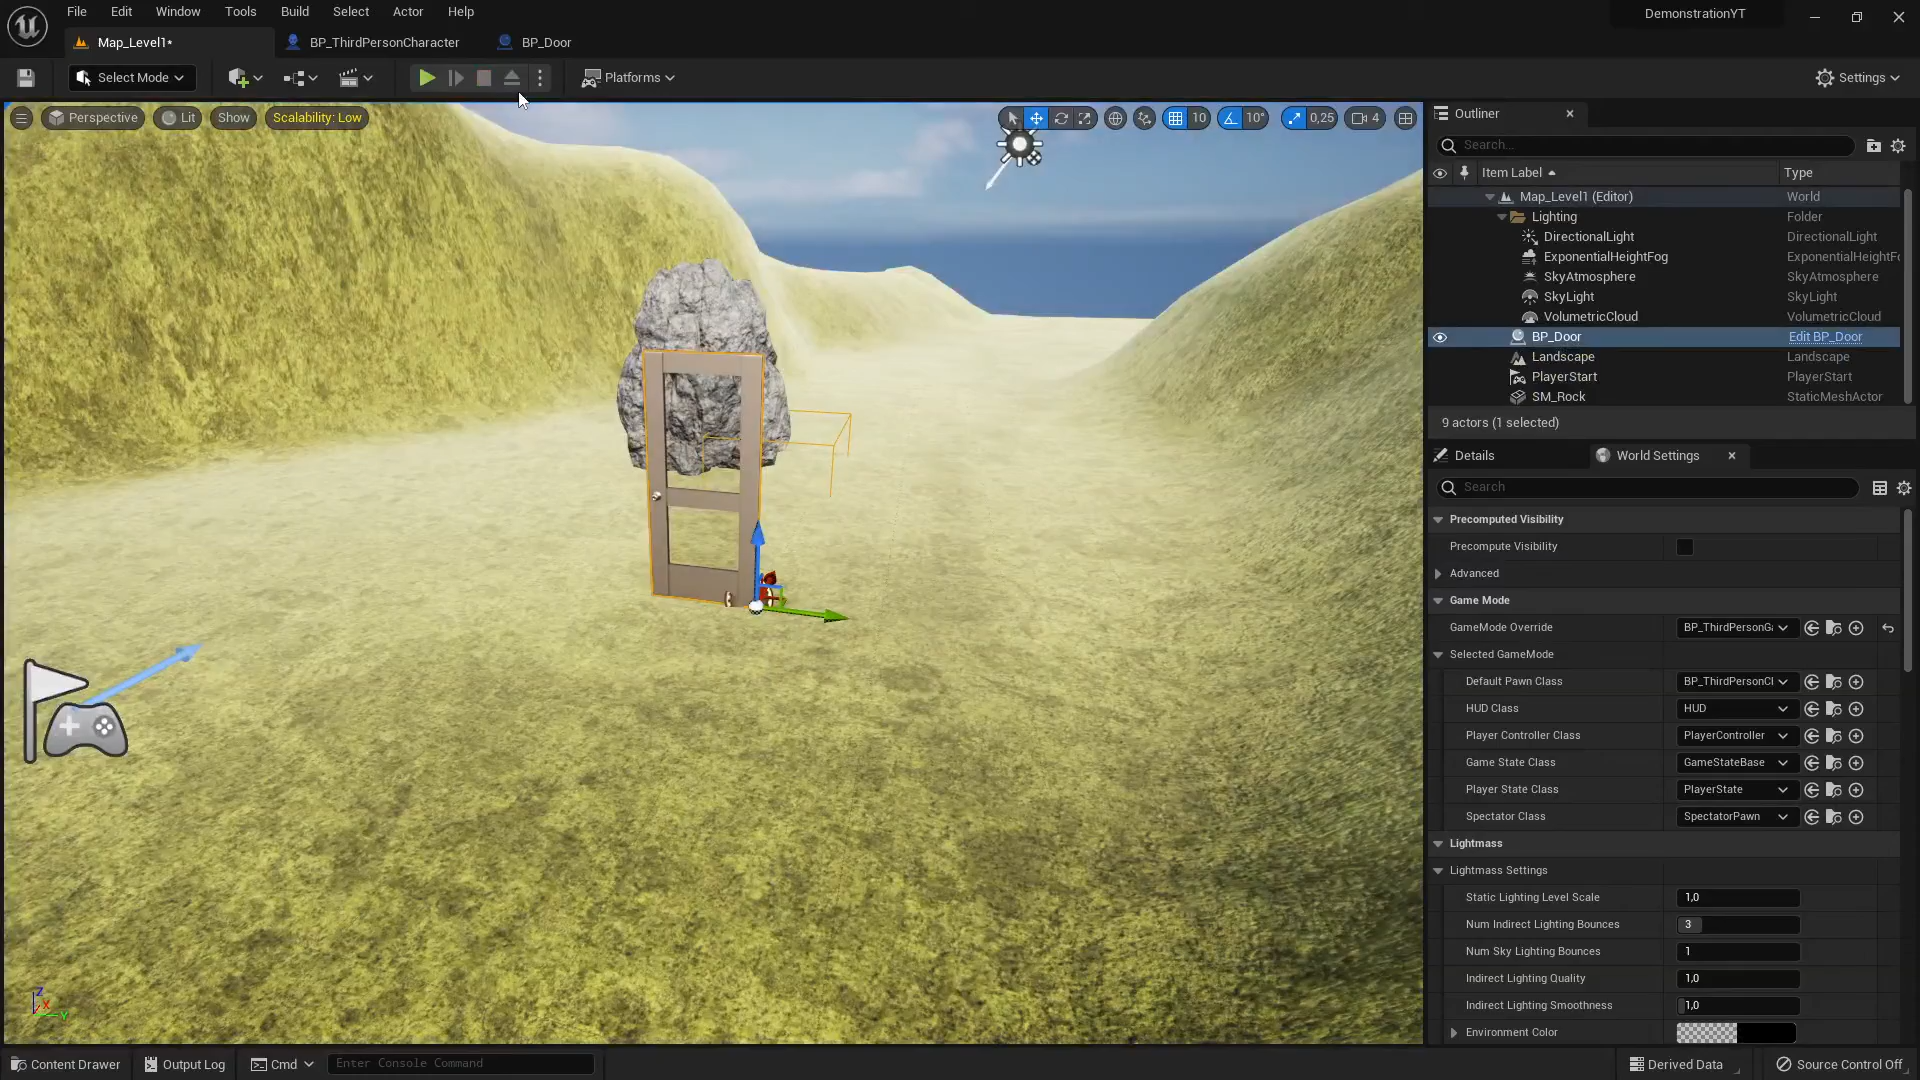 File Edit Window Tools Build Select Actor Help
DemonstrationYT
Map_Level1* BP_ThirdPersonCharacter BP_Door
Select Mode Platforms Settings
Perspective Lit Show Scalability: Low 10 10° 0,25 4
Outliner
Search...
Item Label Type
Map_Level1 (Editor) World
Lighting Folder
DirectionalLight DirectionalLight
ExponentialHeightFog ExponentialHeightFo
SkyAtmosphere SkyAtmosphere
SkyLight SkyLight
VolumetricCloud VolumetricCloud
BP_Door Edit BP_Door
Landscape Landscape
PlayerStart PlayerStart
SM_Rock StaticMeshActor
9 actors (1 selected)
Details World Settings
Search
Precomputed Visibility
Precompute Visibility
Advanced
Game Mode
GameMode Override BP_ThirdPersonGa
Selected GameMode
Default Pawn Class BP_ThirdPersonCl
HUD Class HUD
Player Controller Class PlayerController
Game State Class GameStateBase
Player State Class PlayerState
Spectator Class SpectatorPawn
Lightmass
Lightmass Settings
Static Lighting Level Scale 1,0
Num Indirect Lighting Bounces 3
Num Sky Lighting Bounces 1
Indirect Lighting Quality 1,0
Indirect Lighting Smoothness 1,0
Environment Color
Z
X
Y
Content Drawer Output Log Cmd Enter Console Command Derived Data Source Control Off